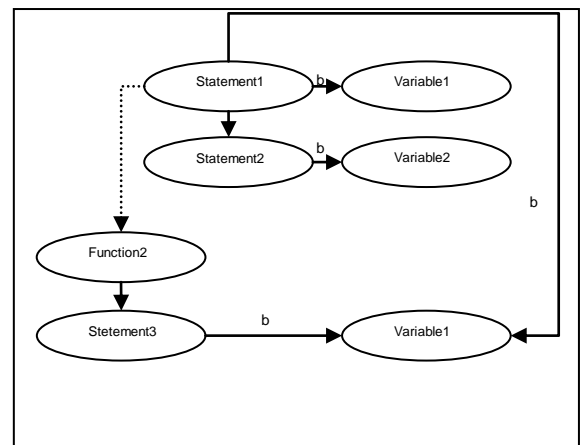 Statement1
b
Variable1
Statement2
b
Variable2
b
Function2
Stetement3
b
Variable1